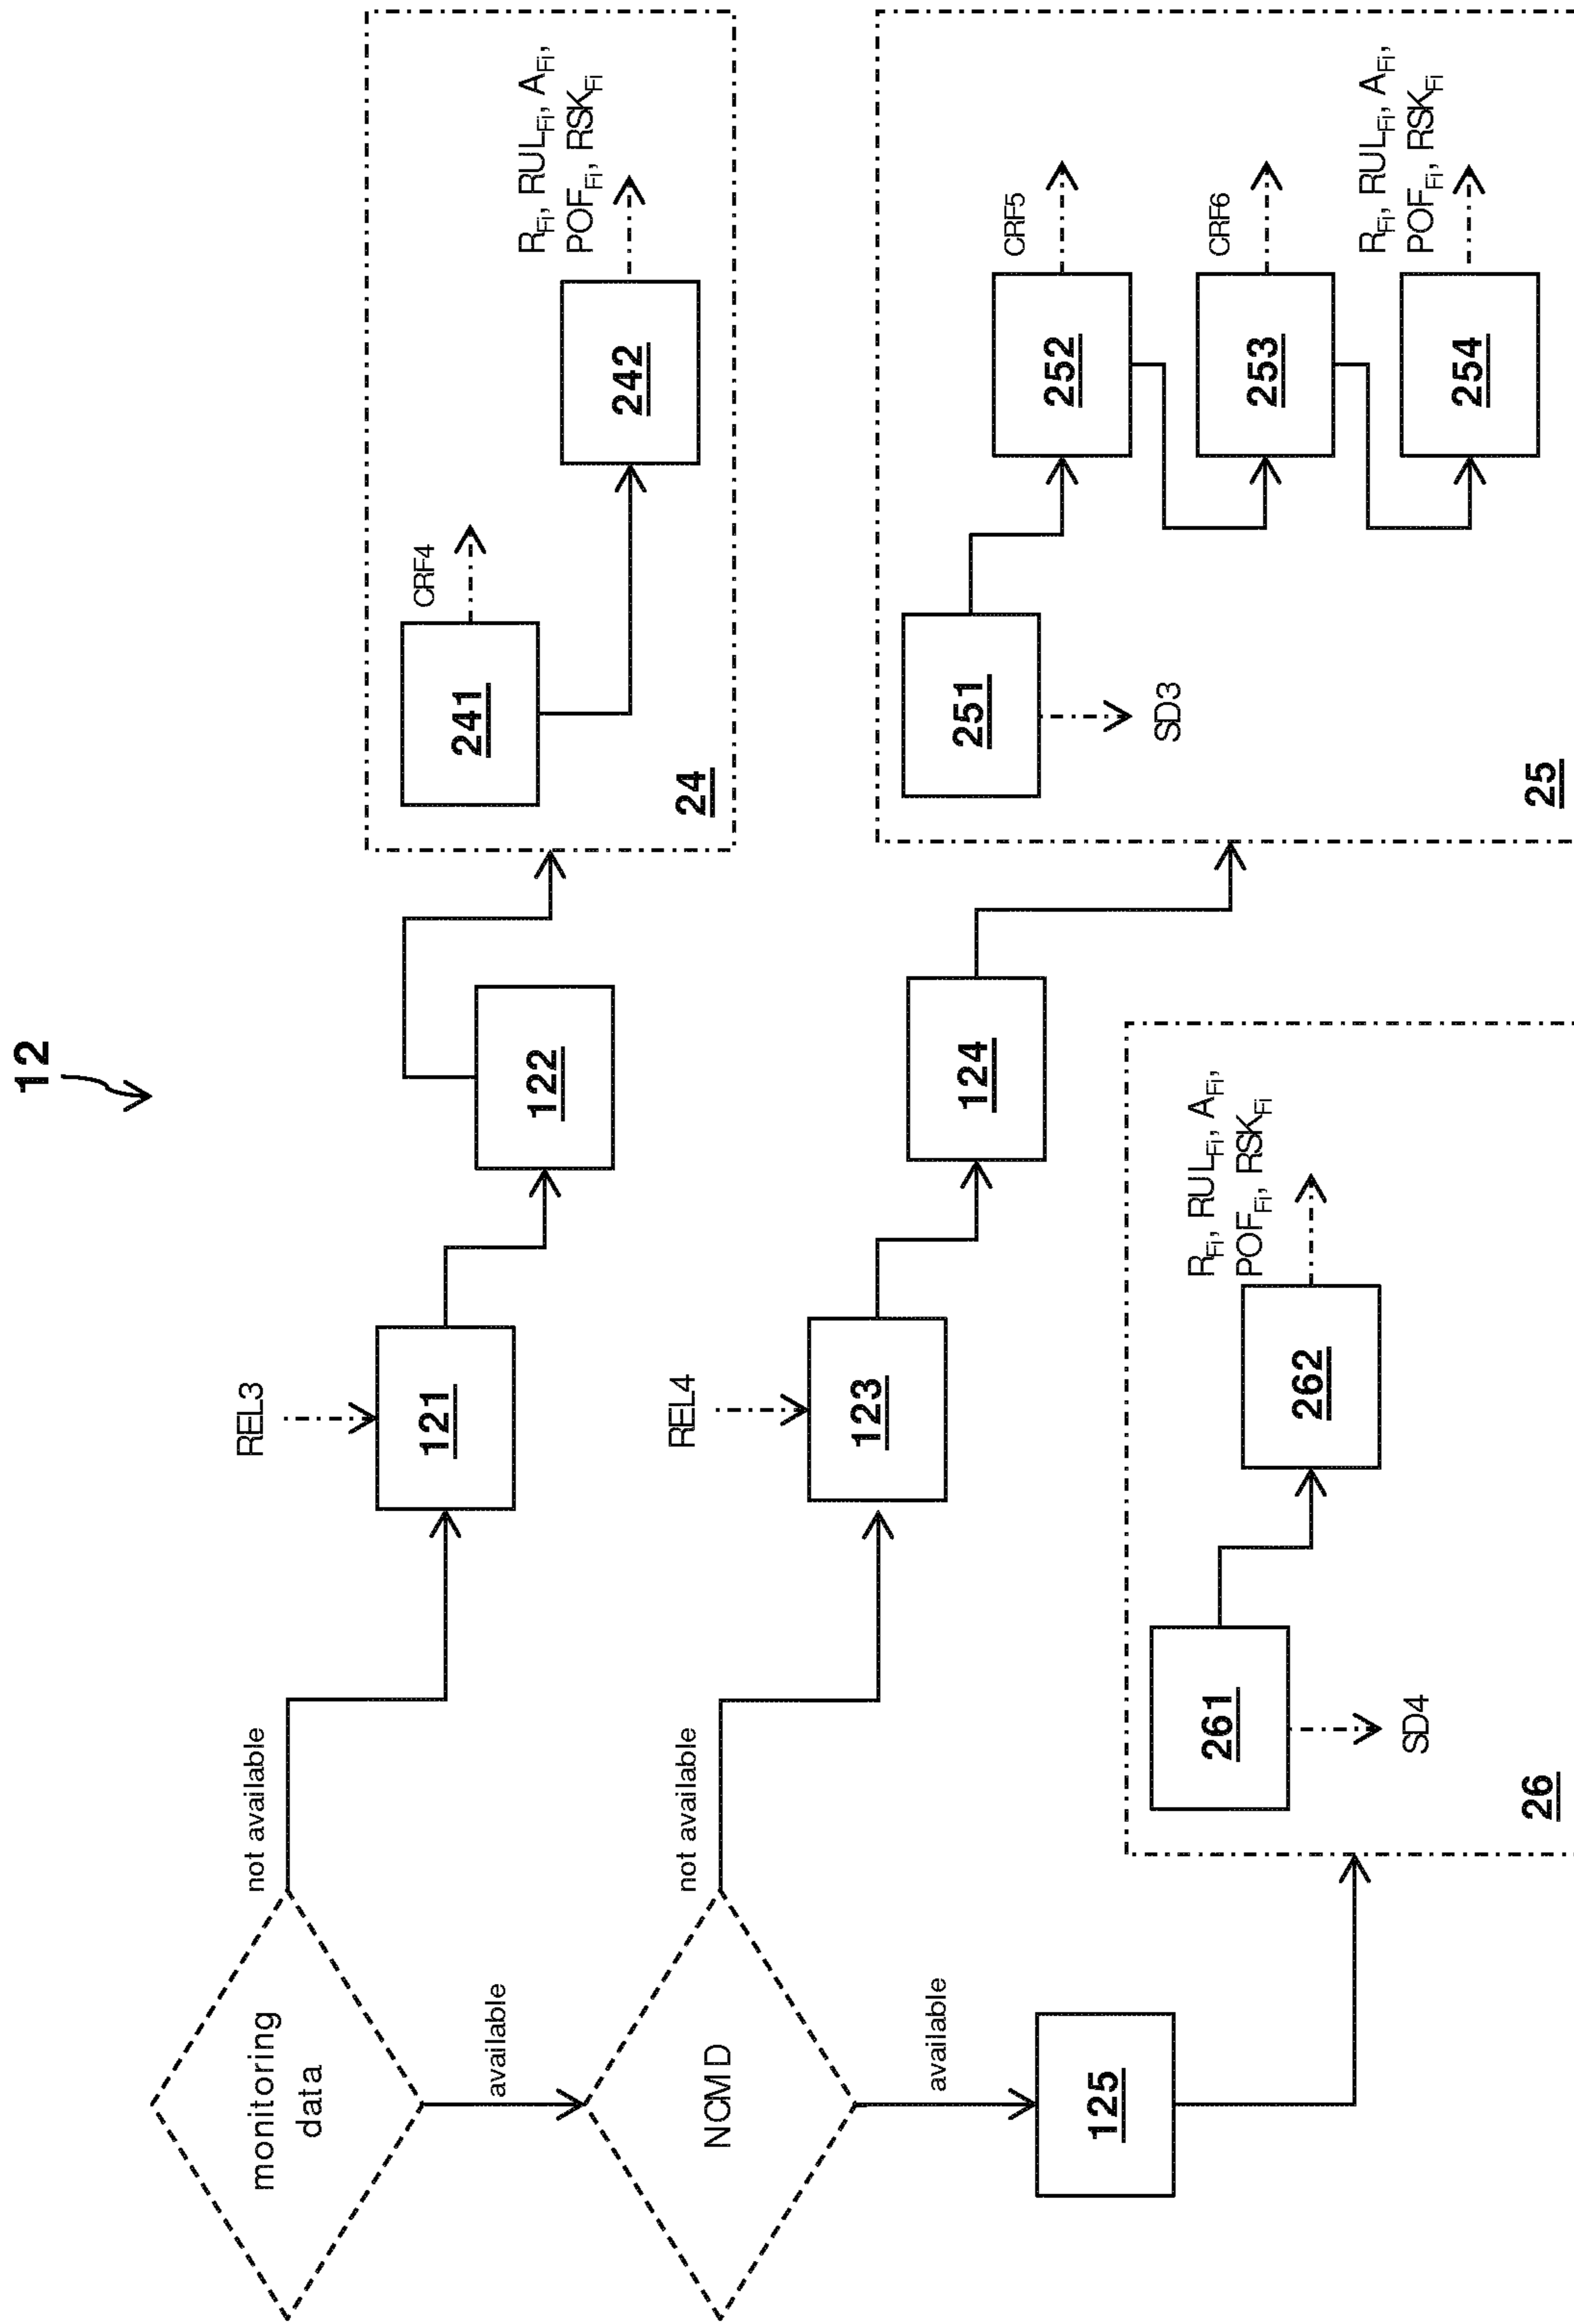 12
monitoring
data
not available
available
REL3
121
122
241
CRF4
242
R_Fi, RUL_Fi, A_Fi,
POF_Fi, RSK_Fi
24
NCMD
not available
available
REL4
123
124
251
SD3
252
CRF5
253
CRF6
254
R_Fi, RUL_Fi, A_Fi,
POF_Fi, RSK_Fi
25
125
261
SD4
262
R_Fi, RUL_Fi, A_Fi,
POF_Fi, RSK_Fi
26